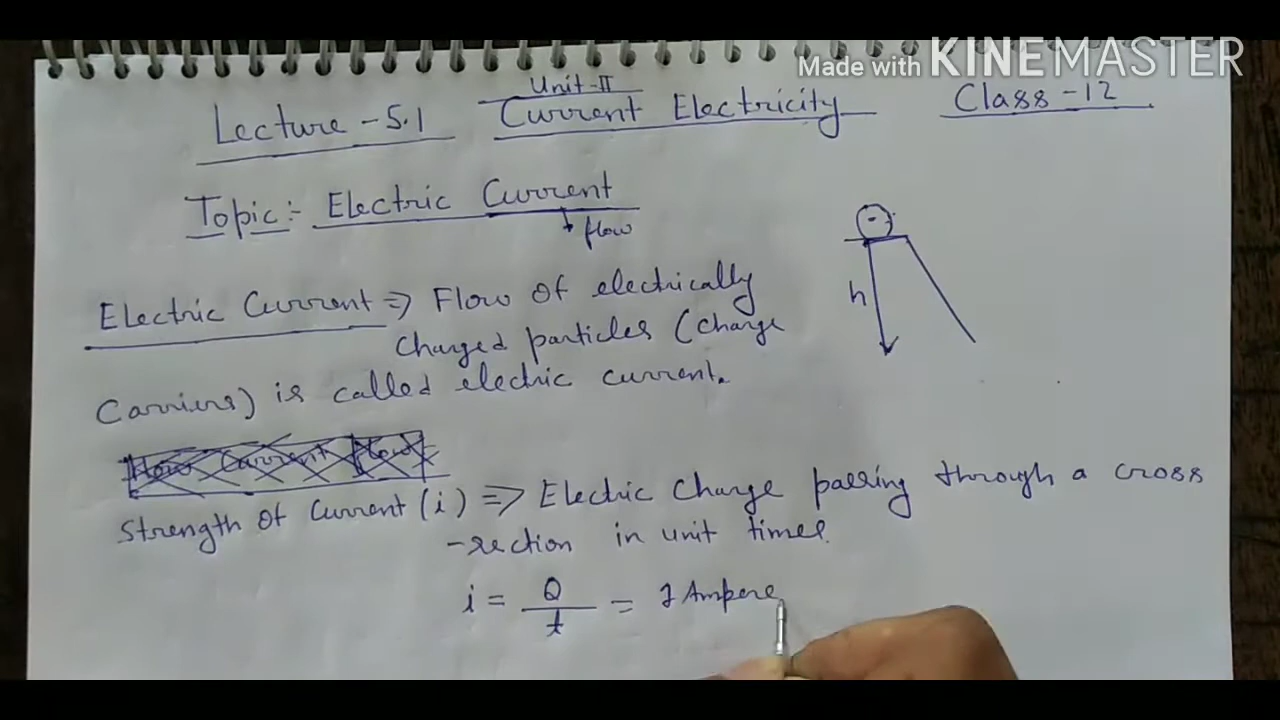 Made with KINEMASTER
Unit-II
Lecture - 5.1 Current Electricity Class - 12
Topic:- Electric Current
flow
Electric Current => Flow of electrically
charged particles (charge
h
Carriers) is called electric current.
Strength of Current (i) => Electric Charge passing through a cross
-section in unit times.
i = Q / t = 1 Ampere